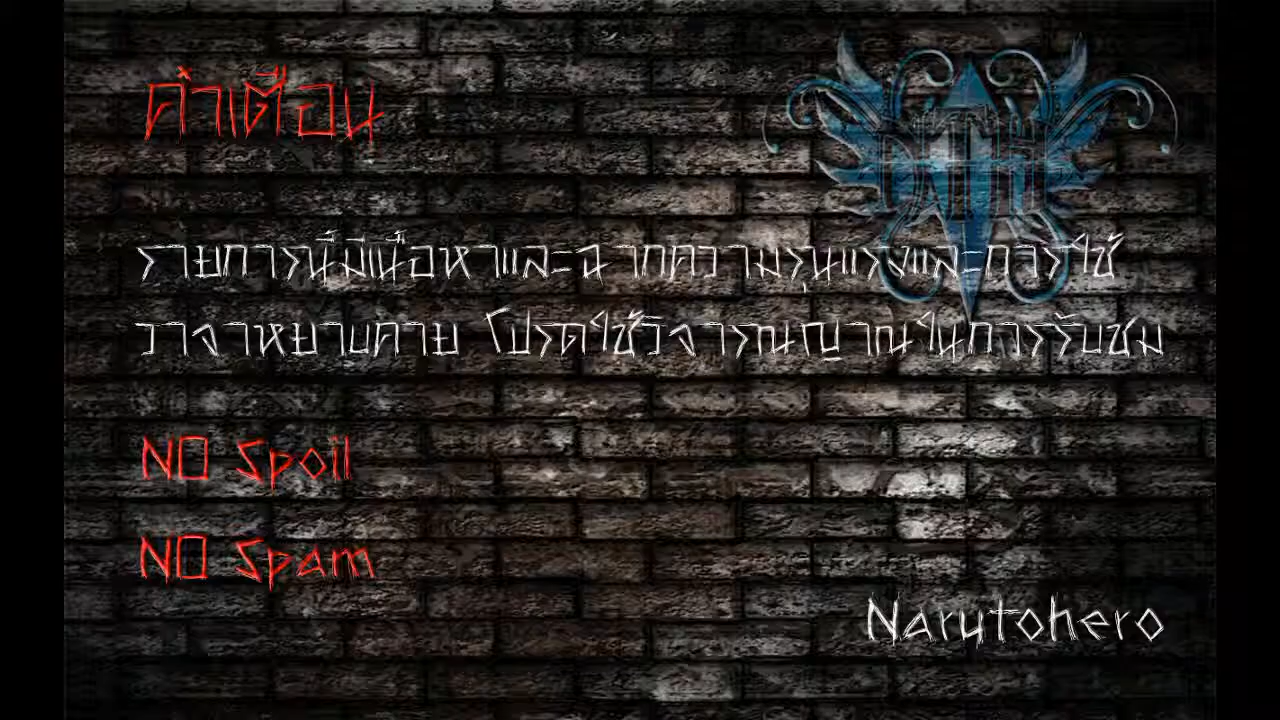 คำเตือน
รายการนี้มีเนื้อหาและฉากความรุนแรงและการใช้
วาจาหยาบคาย โปรดใช้วิจารณญาณในการรับชม
NO Spoil
NO Spam
Narutohero